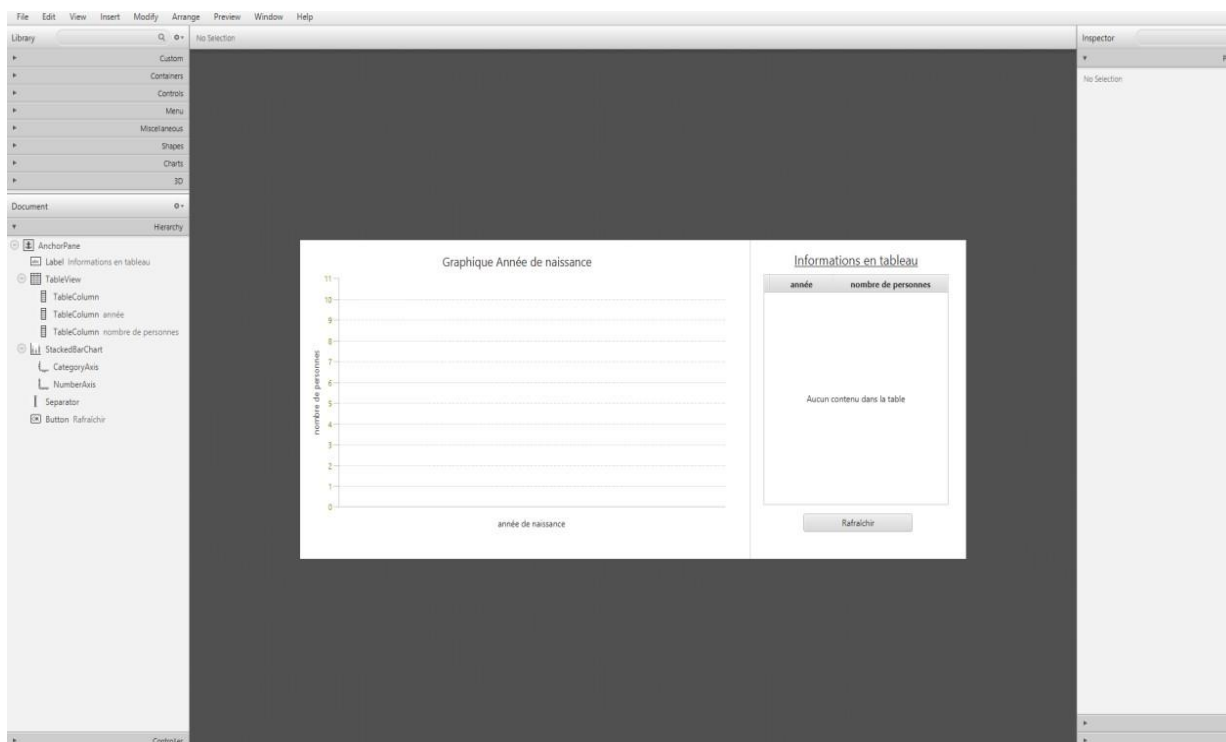 File Edit View Insert Modify Arrange Preview Window Help
Library
No Selection
Inspector
Custom
Containers
Controls
Menu
Miscellaneous
Shapes
Charts
3D
No Selection
Document
Hierarchy
AnchorPane
Label Informations en tableau
TableView
TableColumn
TableColumn année
TableColumn nombre de personnes
StackedBarChart
CategoryAxis
NumberAxis
Separator
Button Rafraîchir
Controller
Graphique Année de naissance
nombre de personnes
11
10
9
8
7
6
5
4
3
2
1
0
année de naissance
Informations en tableau
année nombre de personnes
Aucun contenu dans la table
Rafraîchir